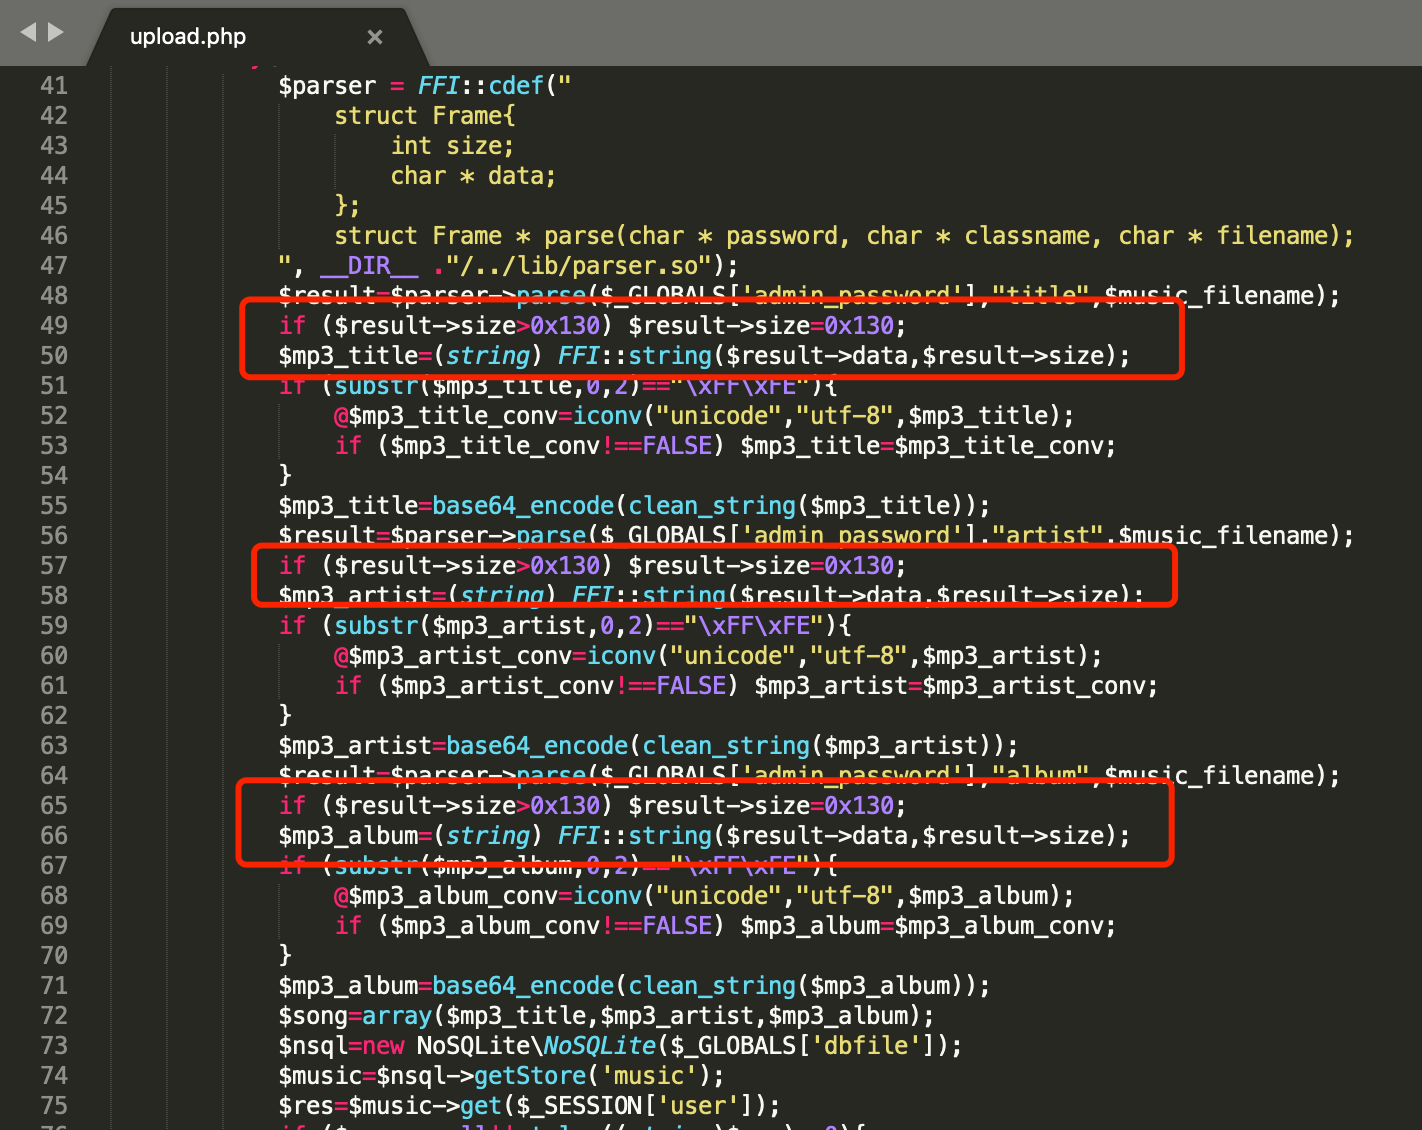 upload.php ×
41 $parser = FFI::cdef("
42 struct Frame{
43 int size;
44 char * data;
45 };
46 struct Frame * parse(char * password, char * classname, char * filename);
47 ", __DIR__ ."/../lib/parser.so");
48 $result=$parser->parse($_GLOBALS['admin_password'],"title",$music_filename);
49 if ($result->size>0x130) $result->size=0x130;
50 $mp3_title=(string) FFI::string($result->data,$result->size);
51 if (substr($mp3_title,0,2)=="\xFF\xFE"){
52 @$mp3_title_conv=iconv("unicode","utf-8",$mp3_title);
53 if ($mp3_title_conv!==FALSE) $mp3_title=$mp3_title_conv;
54 }
55 $mp3_title=base64_encode(clean_string($mp3_title));
56 $result=$parser->parse($_GLOBALS['admin_password'],"artist",$music_filename);
57 if ($result->size>0x130) $result->size=0x130;
58 $mp3_artist=(string) FFI::string($result->data,$result->size);
59 if (substr($mp3_artist,0,2)=="\xFF\xFE"){
60 @$mp3_artist_conv=iconv("unicode","utf-8",$mp3_artist);
61 if ($mp3_artist_conv!==FALSE) $mp3_artist=$mp3_artist_conv;
62 }
63 $mp3_artist=base64_encode(clean_string($mp3_artist));
64 $result=$parser->parse($_GLOBALS['admin_password'],"album",$music_filename);
65 if ($result->size>0x130) $result->size=0x130;
66 $mp3_album=(string) FFI::string($result->data,$result->size);
67 if (substr($mp3_album,0,2)=="\xFF\xFE"){
68 @$mp3_album_conv=iconv("unicode","utf-8",$mp3_album);
69 if ($mp3_album_conv!==FALSE) $mp3_album=$mp3_album_conv;
70 }
71 $mp3_album=base64_encode(clean_string($mp3_album));
72 $song=array($mp3_title,$mp3_artist,$mp3_album);
73 $nsql=new NoSQLite\NoSQLite($_GLOBALS['dbfile']);
74 $music=$nsql->getStore('music');
75 $res=$music->get($_SESSION['user']);